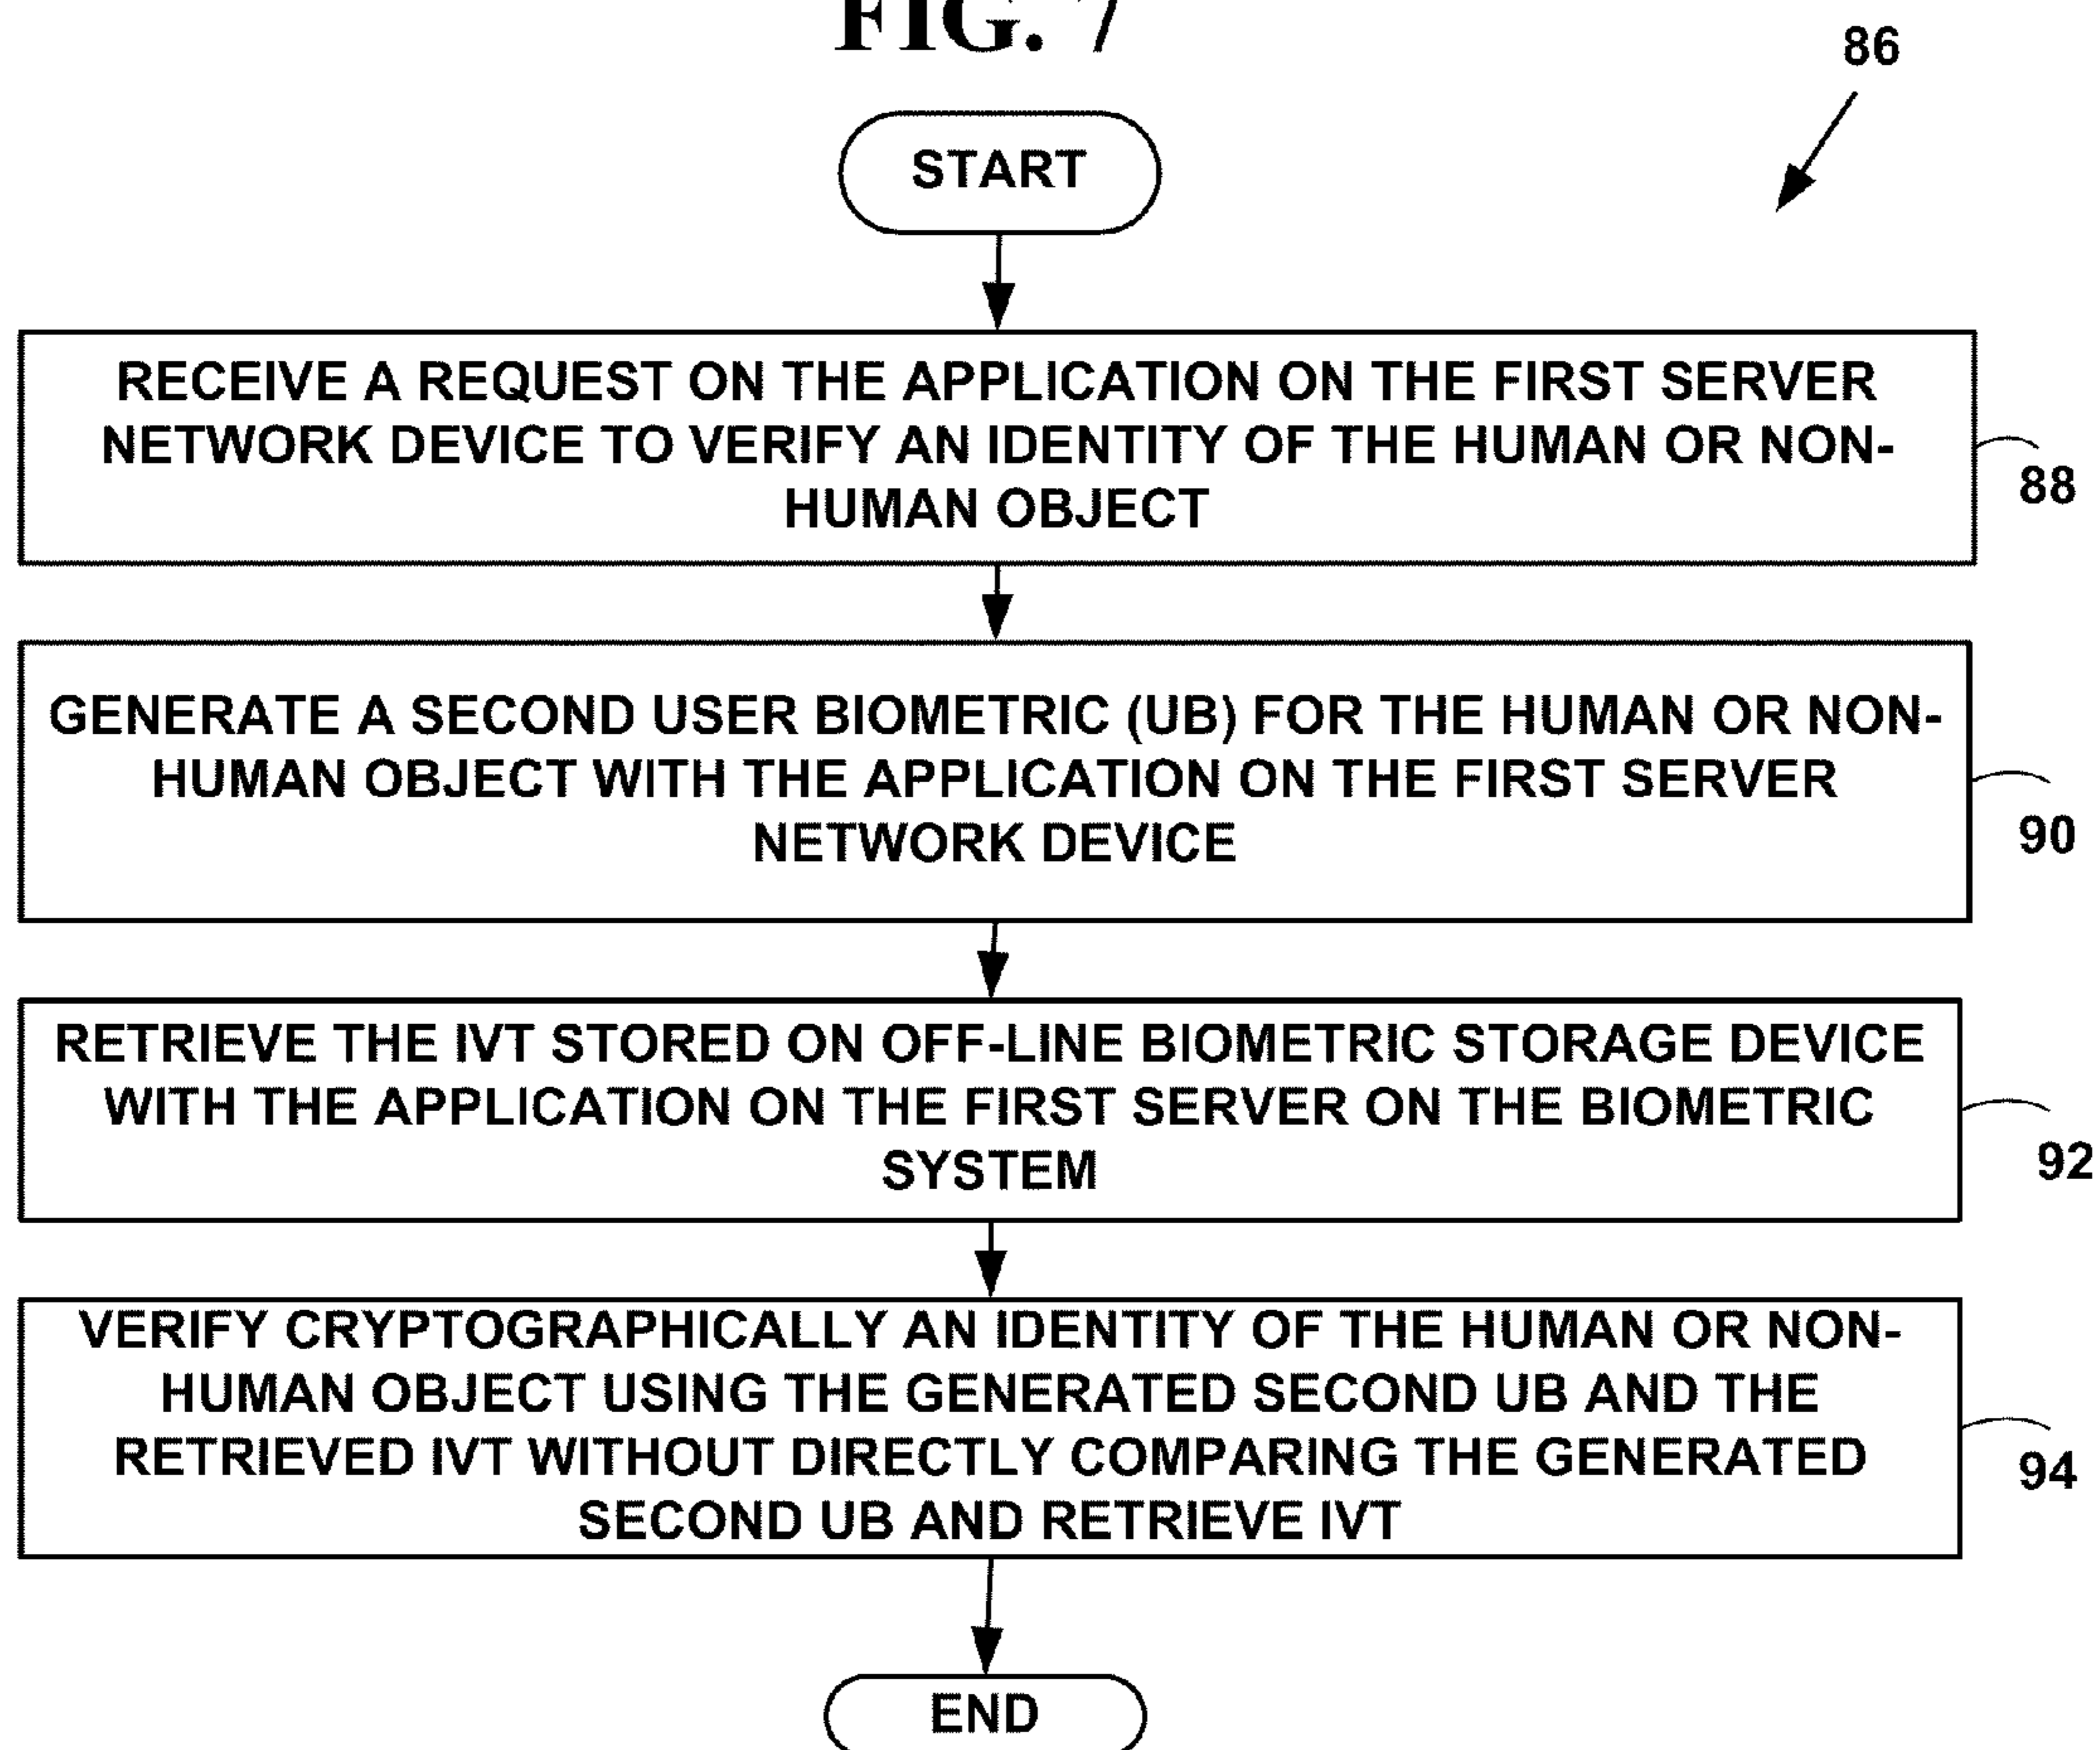 FIG. 7
86
START
RECEIVE A REQUEST ON THE APPLICATION ON THE FIRST SERVER
NETWORK DEVICE TO VERIFY AN IDENTITY OF THE HUMAN OR NON-
HUMAN OBJECT
88
GENERATE A SECOND USER BIOMETRIC (UB) FOR THE HUMAN OR NON-
HUMAN OBJECT WITH THE APPLICATION ON THE FIRST SERVER
NETWORK DEVICE
90
RETRIEVE THE IVT STORED ON OFF-LINE BIOMETRIC STORAGE DEVICE
WITH THE APPLICATION ON THE FIRST SERVER ON THE BIOMETRIC
SYSTEM
92
VERIFY CRYPTOGRAPHICALLY AN IDENTITY OF THE HUMAN OR NON-
HUMAN OBJECT USING THE GENERATED SECOND UB AND THE
RETRIEVED IVT WITHOUT DIRECTLY COMPARING THE GENERATED
SECOND UB AND RETRIEVE IVT
94
END